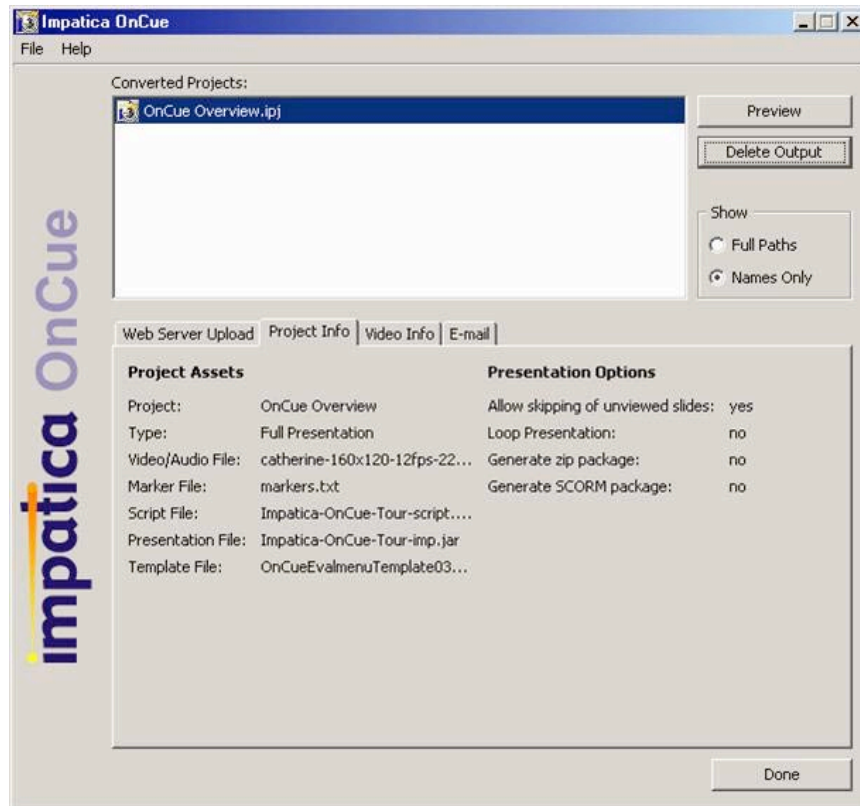 Impatica OnCue
File Help
Converted Projects:
OnCue Overview.ipj
Preview
Delete Output
Show
Full Paths
Names Only
impatica OnCue
Web Server Upload Project Info Video Info E-mail
Project Assets Presentation Options
Project: OnCue Overview Allow skipping of unviewed slides: yes
Type: Full Presentation Loop Presentation: no
Video/Audio File: catherine-160x120-12fps-22... Generate zip package: no
Marker File: markers.txt Generate SCORM package: no
Script File: Impatica-OnCue-Tour-script....
Presentation File: Impatica-OnCue-Tour-imp.jar
Template File: OnCueEvalmenuTemplate03...
Done